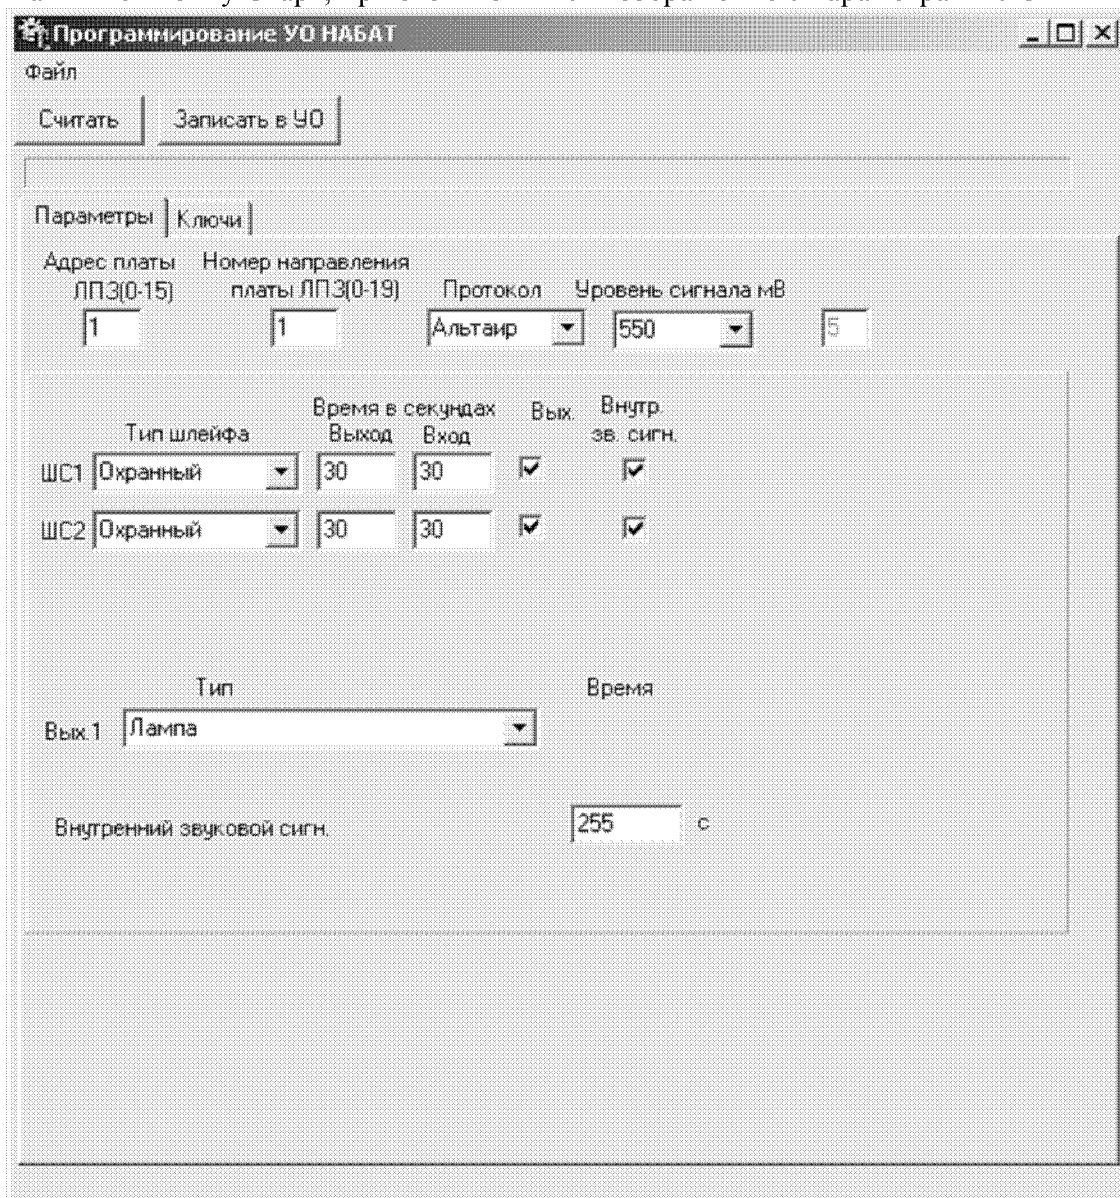 Программирование УО НАБАТ
Файл
Считать Записать в УО
Параметры Ключи
Адрес платы Номер направления
ЛПЗ(0-15) платы ЛПЗ(0-19) Протокол Уровень сигнала мВ
1 1 Альтаир 550 5
Время в секундах Вых. Внутр.
Тип шлейфа Выход Вход зв. сигн.
ШС1 Охранный 30 30
ШС2 Охранный 30 30
Тип Время
Вых.1 Лампа
Внутренний звуковой сигн. 255 с